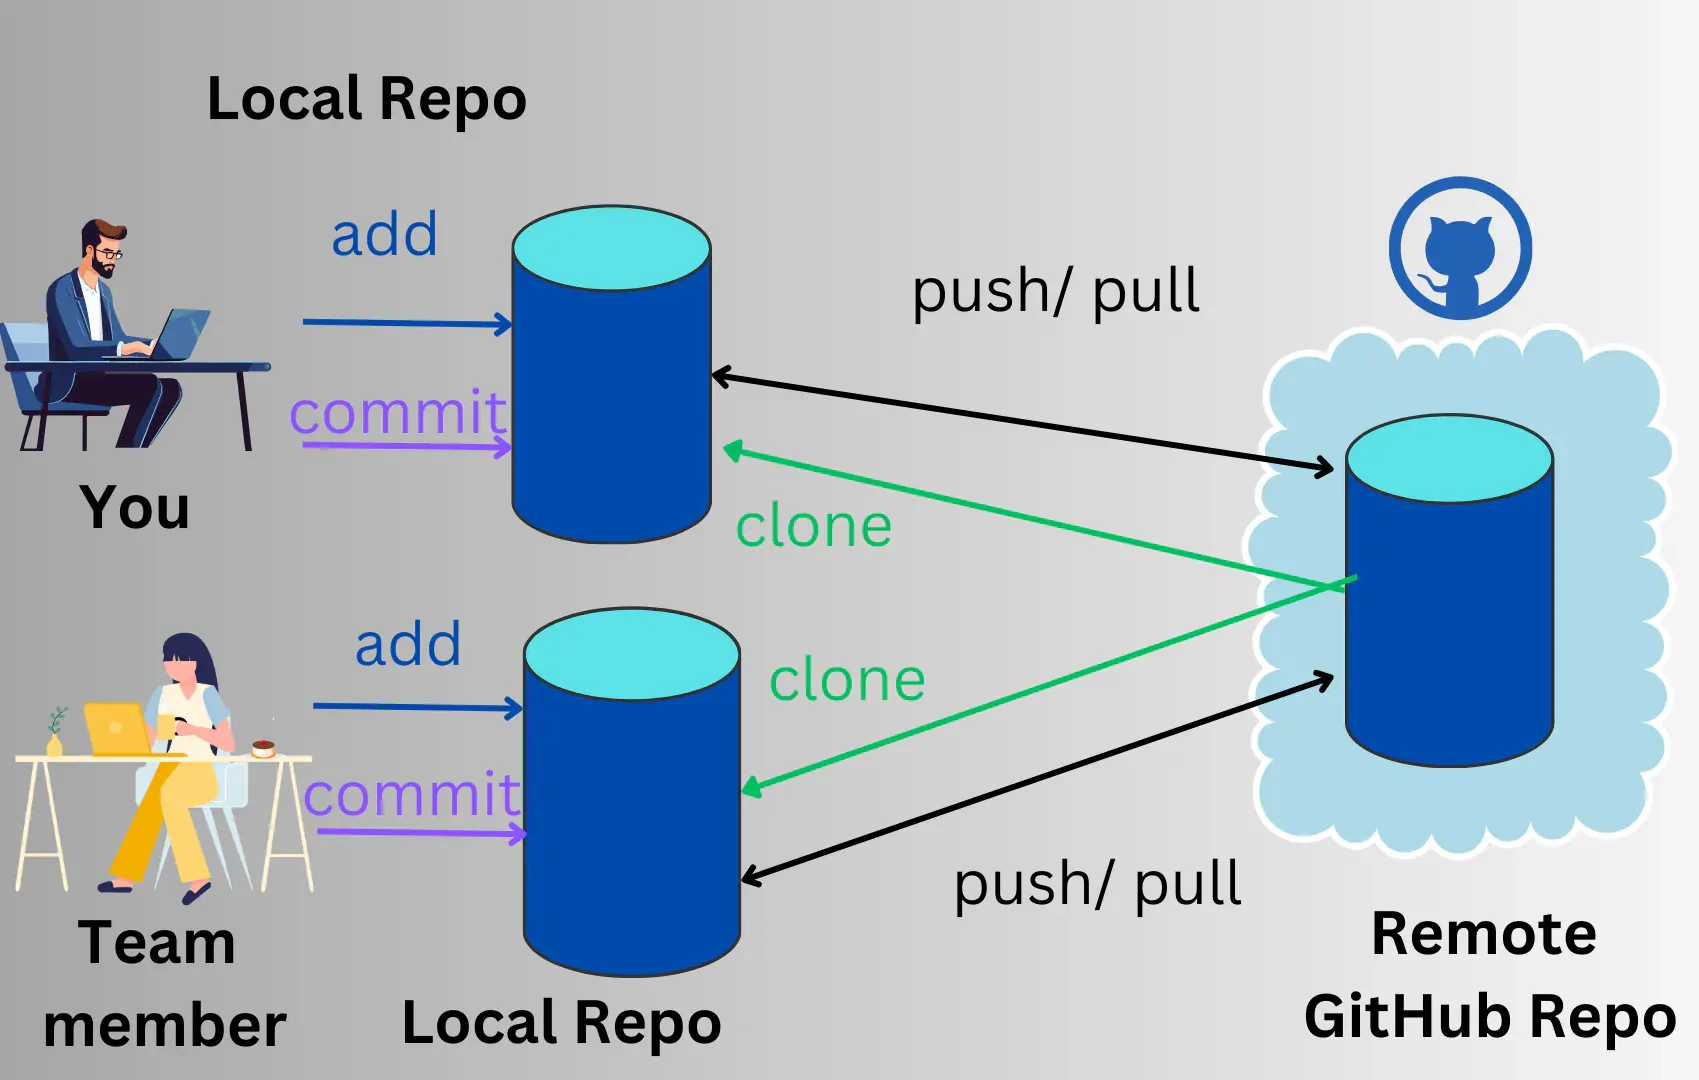 Local Repo
add
push/ pull
commit
You
clone
add
clone
commit
push/ pull
Team
member
Local Repo
Remote
GitHub Repo